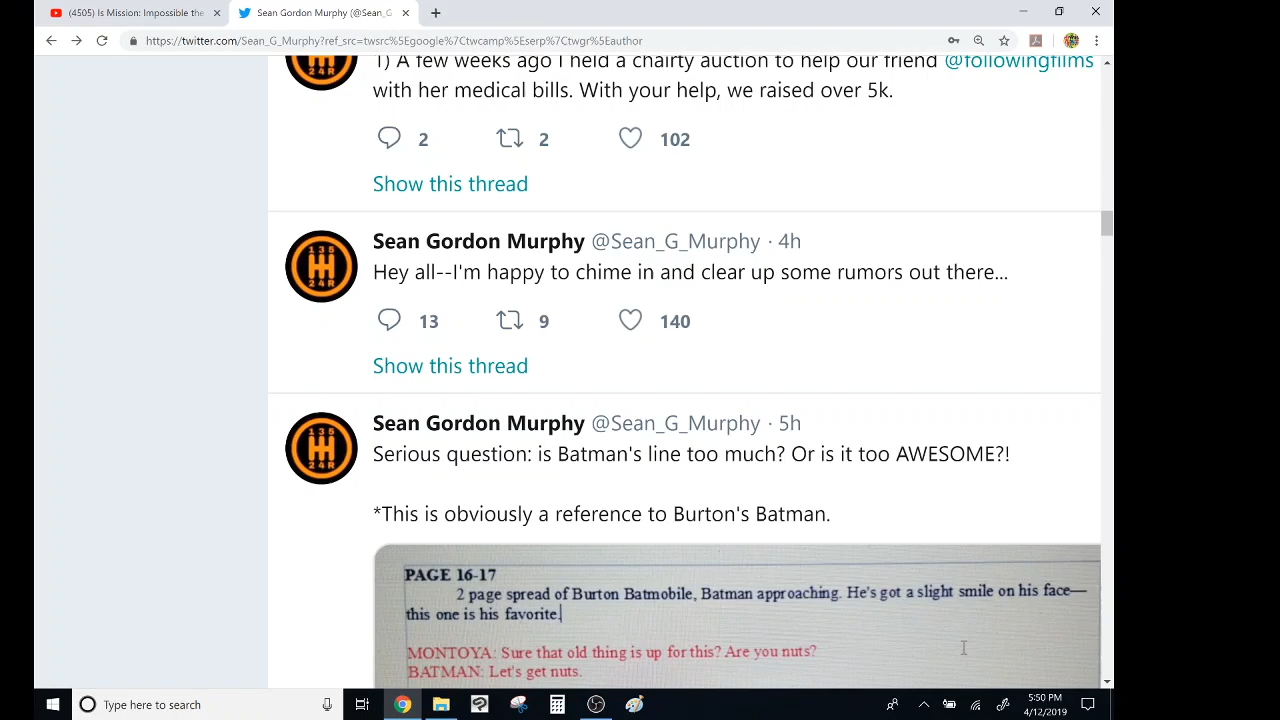 (4505) Is Mission: Impossible the
Sean Gordon Murphy (@Sean_G
https://twitter.com/Sean_G_Murphy?ref_src=twsrc%5Egoogle%7Ctwcamp%5Eserp%7Ctwgr%5Eauthor
1) A few weeks ago I held a chairty auction to help our friend @followingfilms
with her medical bills. With your help, we raised over 5k.
2 2 102
Show this thread
Sean Gordon Murphy @Sean_G_Murphy · 4h
Hey all--I'm happy to chime in and clear up some rumors out there...
13 9 140
Show this thread
Sean Gordon Murphy @Sean_G_Murphy · 5h
Serious question: is Batman's line too much? Or is it too AWESOME?!
*This is obviously a reference to Burton's Batman.
PAGE 16-17
2 page spread of Burton Batmobile, Batman approaching. He's got a slight smile on his face—
this one is his favorite.
MONTOYA: Sure that old thing is up for this? Are you nuts?
BATMAN: Let's get nuts.
Type here to search
5:50 PM
4/12/2019